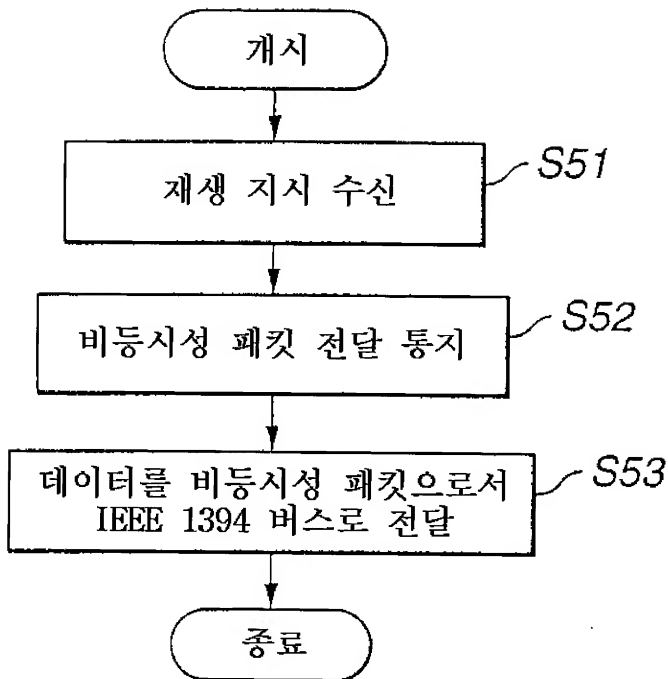 개시
재생 지시 수신
S51
비등시성 패킷 전달 통지
S52
데이터를 비등시성 패킷으로서
IEEE 1394 버스로 전달
S53
종료